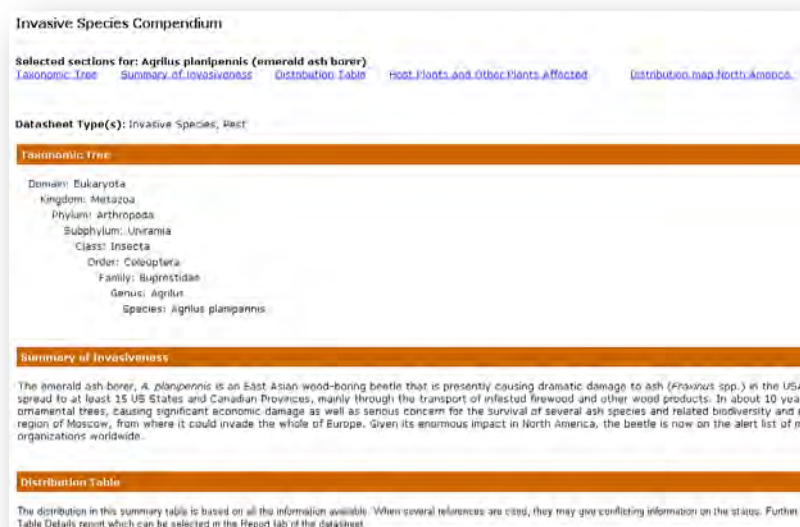 Invasive Species Compendium
Selected sections for: Agrilus planipennis (emerald ash borer)
Taxonomic Tree Summary of Invasiveness Distribution Table Host Plants and Other Plants Affected Distribution map North America
Datasheet Type(s): Invasive Species, Pest
Taxonomic Tree
Domain: Eukaryota
Kingdom: Metazoa
Phylum: Arthropoda
Subphylum: Uniramia
Class: Insecta
Order: Coleoptera
Family: Buprestidae
Genus: Agrilus
Species: Agrilus planipennis
Summary of Invasiveness
The emerald ash borer, A. planipennis is an East Asian wood-boring beetle that is presently causing dramatic damage to ash (Fraxinus spp.) in the USA
spread to at least 15 US States and Canadian Provinces, mainly through the transport of infested firewood and other wood products. In about 10 yea
ornamental trees, causing significant economic damage as well as serious concern for the survival of several ash species and related biodiversity and
region of Moscow, from where it could invade the whole of Europe. Given its enormous impact in North America, the beetle is now on the alert list of
organizations worldwide.
Distribution Table
The distribution in this summary table is based on all the information available. When several references are cited, they may give conflicting information on the status. Further
Table Details report which can be selected in the Report tab of the datasheet.